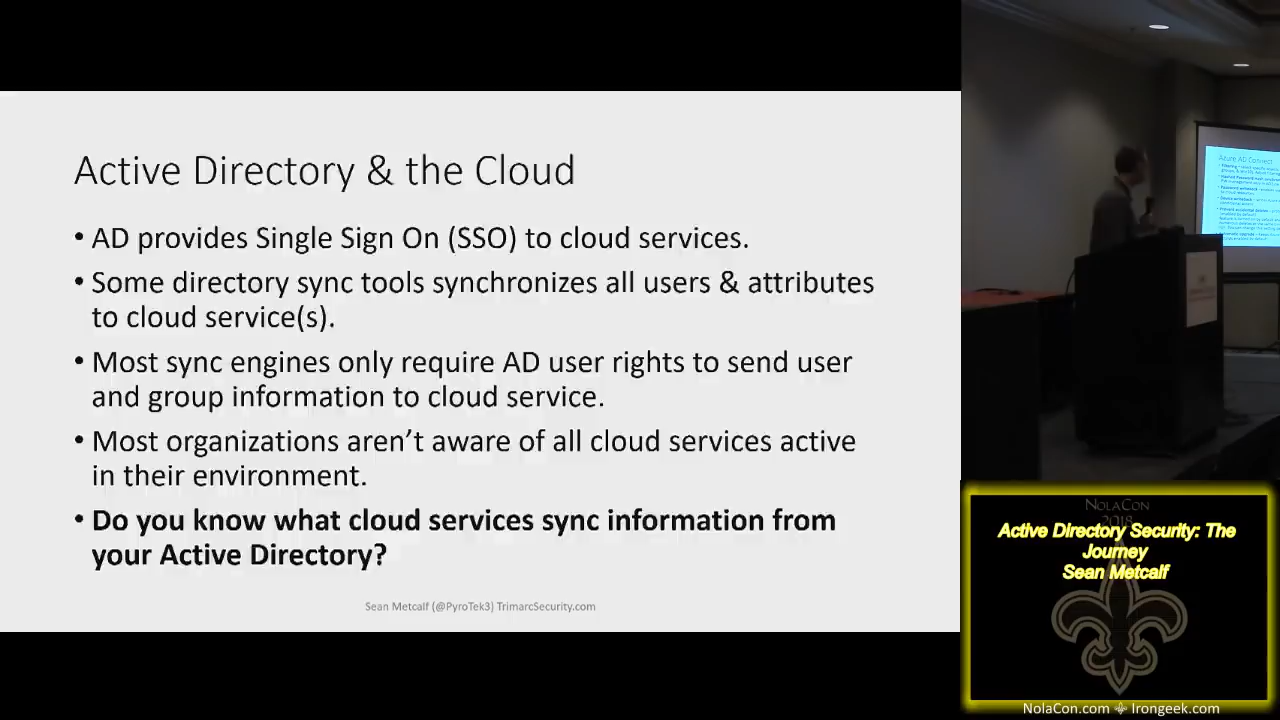 Active Directory & the Cloud
• AD provides Single Sign On (SSO) to cloud services.
• Some directory sync tools synchronizes all users & attributes
to cloud service(s).
• Most sync engines only require AD user rights to send user
and group information to cloud service.
• Most organizations aren't aware of all cloud services active
in their environment.
• Do you know what cloud services sync information from
your Active Directory?
Sean Metcalf (@PyroTek3) TrimarcSecurity.com
Azure AD Connect
NolaCon
2018
Active Directory Security: The
Journey
Sean Metcalf
NolaCon.com ⚜ Irongeek.com